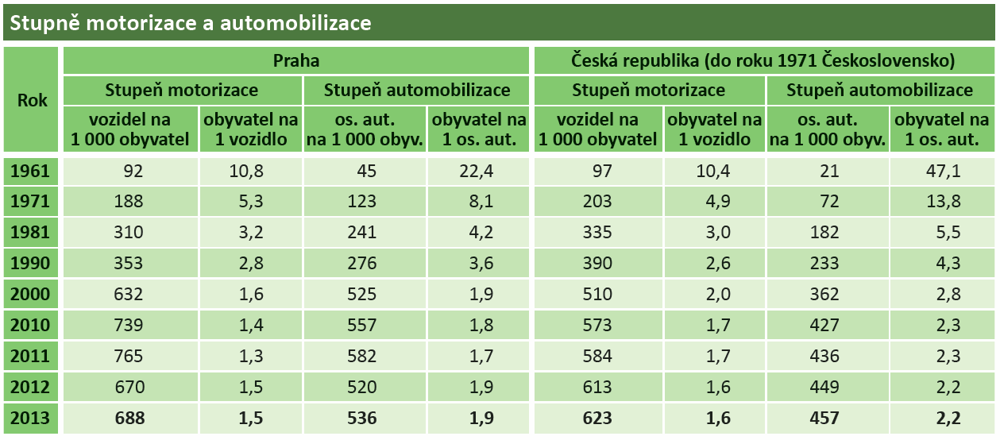 Stupně motorizace a automobilizace
Rok Praha Česká republika (do roku 1971 Československo)
Stupeň motorizace Stupeň automobilizace Stupeň motorizace Stupeň automobilizace
vozidel na obyvatel na os. aut. obyvatel na vozidel na obyvatel na os. aut. obyvatel na
1 000 obyvatel 1 vozidlo na 1 000 obyv. 1 os. aut. 1 000 obyvatel 1 vozidlo na 1 000 obyv. 1 os. aut.
1961 92 10,8 45 22,4 97 10,4 21 47,1
1971 188 5,3 123 8,1 203 4,9 72 13,8
1981 310 3,2 241 4,2 335 3,0 182 5,5
1990 353 2,8 276 3,6 390 2,6 233 4,3
2000 632 1,6 525 1,9 510 2,0 362 2,8
2010 739 1,4 557 1,8 573 1,7 427 2,3
2011 765 1,3 582 1,7 584 1,7 436 2,3
2012 670 1,5 520 1,9 613 1,6 449 2,2
2013 688 1,5 536 1,9 623 1,6 457 2,2